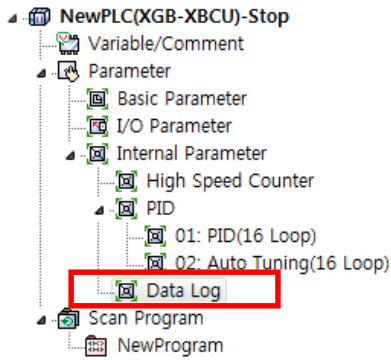 NewPLC(XGB-XBCU)-Stop
Variable/Comment
Parameter
Basic Parameter
I/O Parameter
Internal Parameter
High Speed Counter
PID
01: PID(16 Loop)
02: Auto Tuning(16 Loop)
Data Log
Scan Program
NewProgram